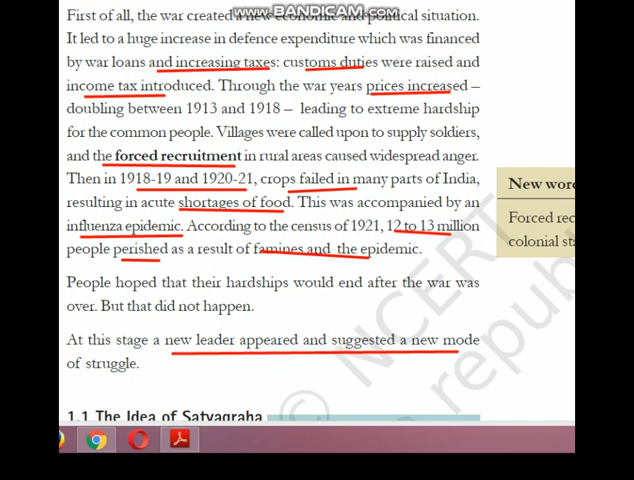 www.BANDICAM.com
First of all, the war created a new economic and political situation.
It led to a huge increase in defence expenditure which was financed
by war loans and increasing taxes: customs duties were raised and
income tax introduced. Through the war years prices increased –
doubling between 1913 and 1918 – leading to extreme hardship
for the common people. Villages were called upon to supply soldiers,
and the forced recruitment in rural areas caused widespread anger.
Then in 1918-19 and 1920-21, crops failed in many parts of India,
resulting in acute shortages of food. This was accompanied by an
influenza epidemic. According to the census of 1921, 12 to 13 million
people perished as a result of famines and the epidemic.
People hoped that their hardships would end after the war was
over. But that did not happen.
At this stage a new leader appeared and suggested a new mode
of struggle.
1.1 The Idea of Satyagraha
New word
Forced rec
colonial sta
© NCERT
republ